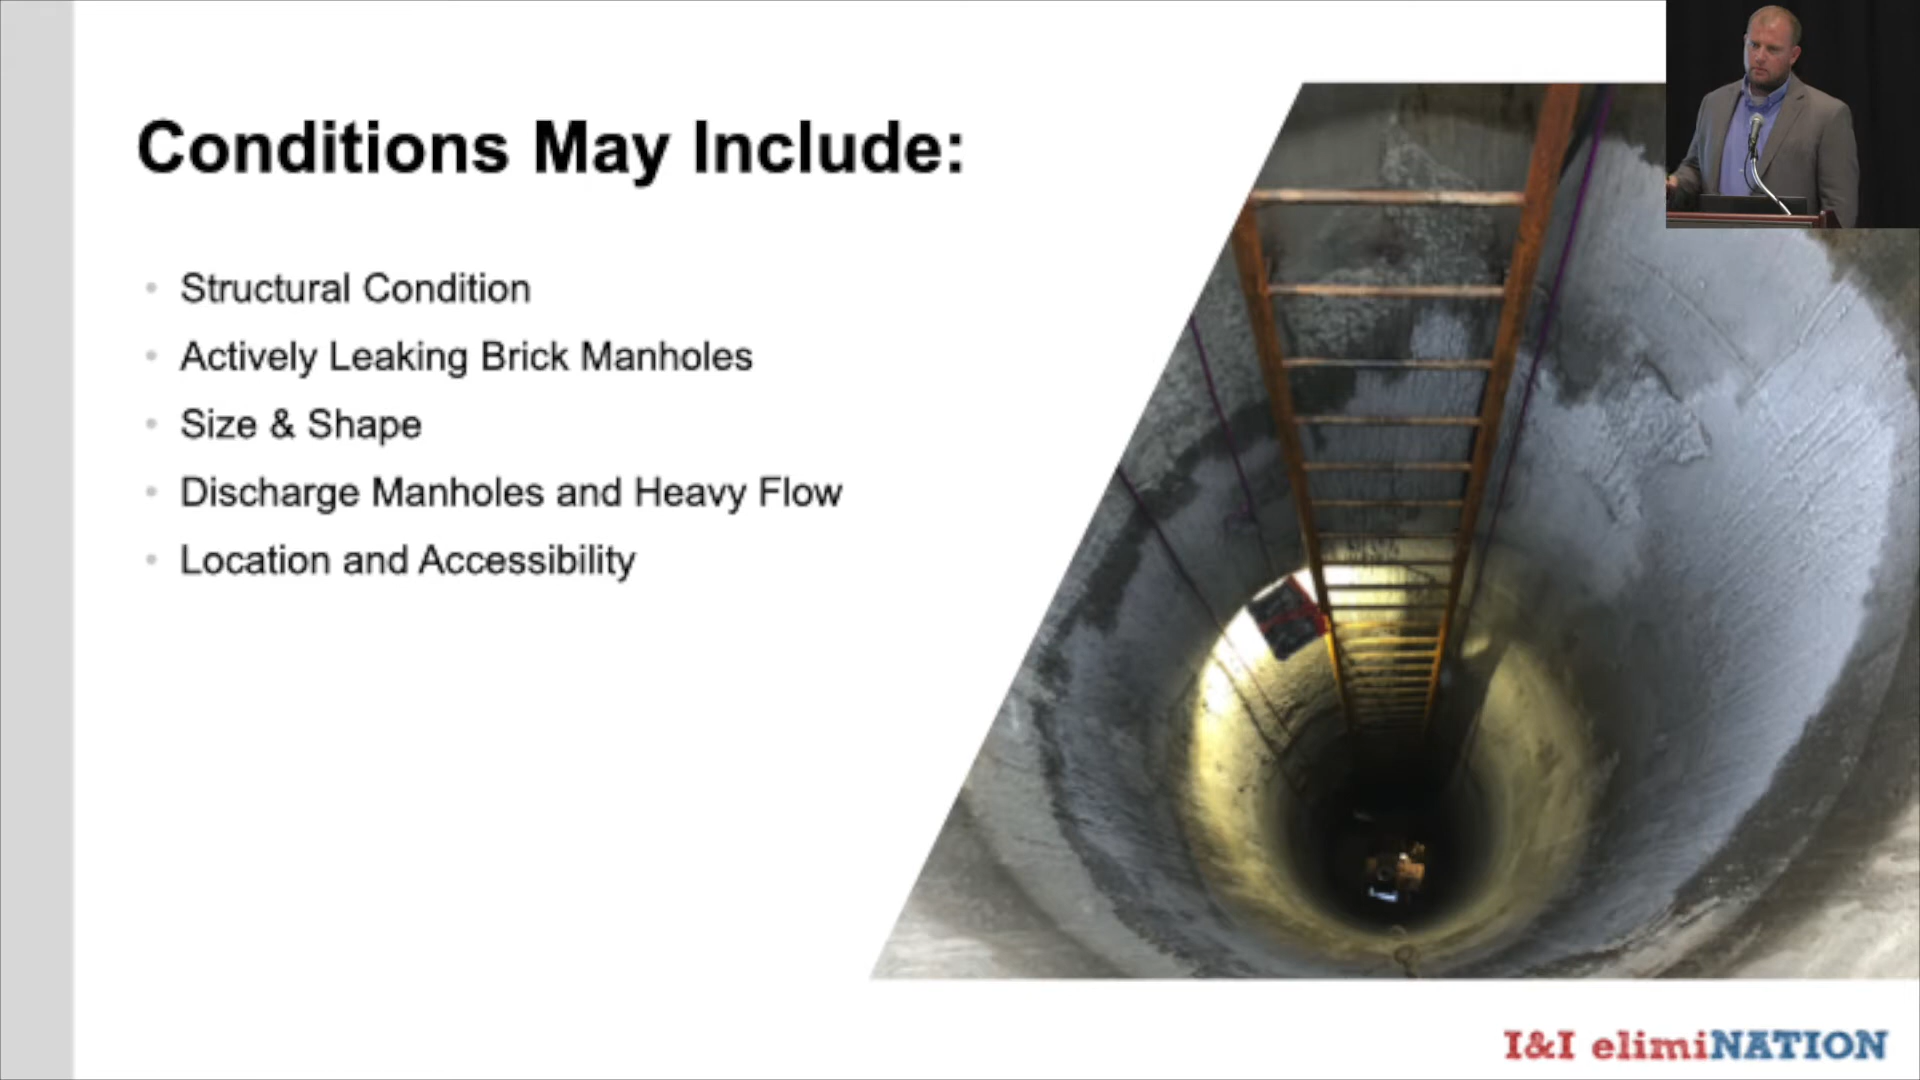 Conditions May Include:
• Structural Condition
• Actively Leaking Brick Manholes
• Size & Shape
• Discharge Manholes and Heavy Flow
• Location and Accessibility
I&I elimiNATION